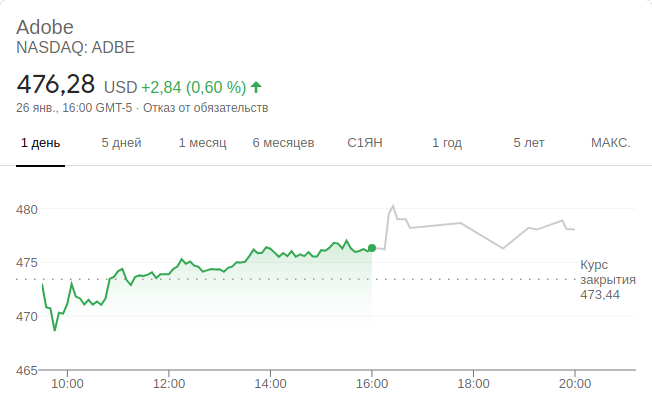 Adobe
NASDAQ: ADBE
476,28 USD +2,84 (0,60 %)
26 янв., 16:00 GMT-5 · Отказ от обязательств
1 день 5 дней 1 месяц 6 месяцев С1ЯН 1 год 5 лет МАКС.
480
475
Курс
закрытия
473,44
470
465
10:00 12:00 14:00 16:00 18:00 20:00